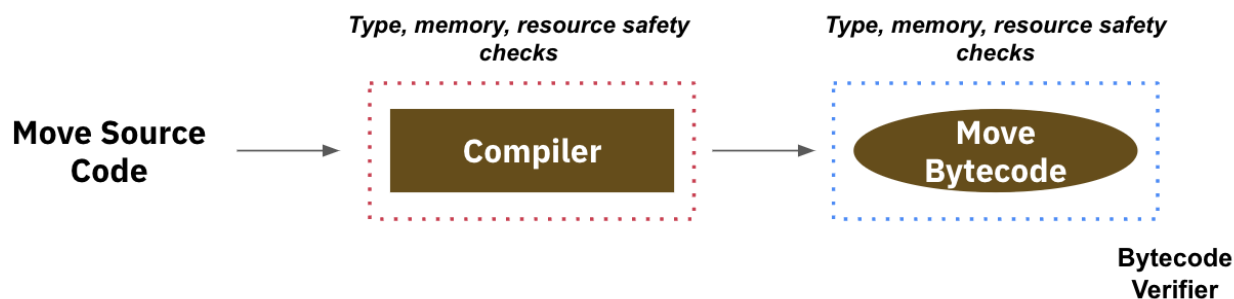 Type, memory, resource safety
checks
Type, memory, resource safety
checks
Move Source
Code
Compiler
Move
Bytecode
Bytecode
Verifier